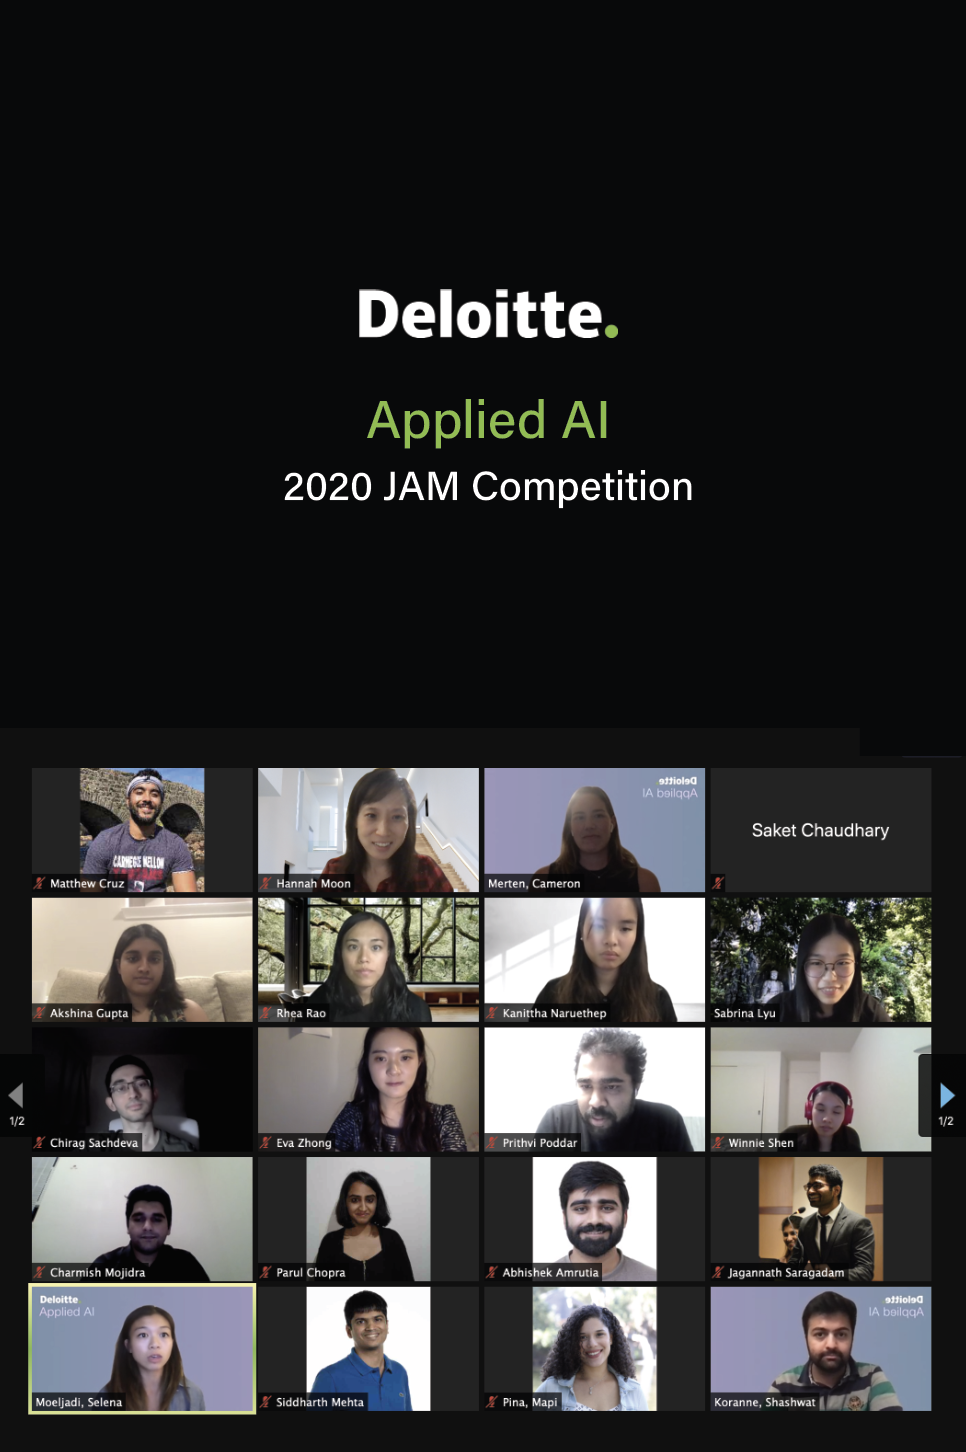 Deloitte.
Applied AI
2020 JAM Competition
CARNEGIE MELLON
Matthew Cruz
Hannah Moon
Deloitte.
Applied AI
Merten, Cameron
Saket Chaudhary
Akshina Gupta
Rhea Rao
Kanittha Naruethep
Sabrina Lyu
1/2
Chirag Sachdeva
Eva Zhong
Prithvi Poddar
Winnie Shen
1/2
Charmish Mojidra
Parul Chopra
Abhishek Amrutia
Jagannath Saragadam
Deloitte.
Applied AI
Moeljadi, Selena
Siddharth Mehta
Pina, Mapi
Deloitte.
Applied AI
Koranne, Shashwat